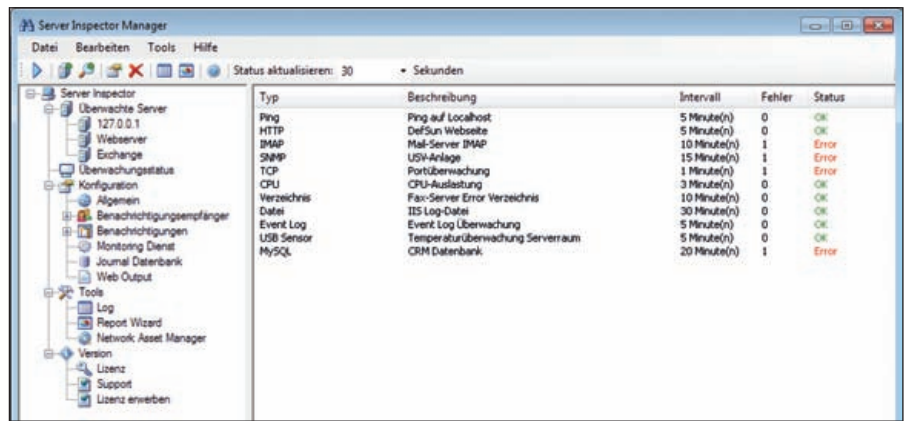 Server Inspector Manager
Datei Bearbeiten Tools Hilfe
Status aktualisieren: 30 Sekunden
Server Inspector
Überwachte Server
127.0.0.1
Webserver
Exchange
Überwachungsstatus
Konfiguration
Allgemein
Benachrichtigungsempfänger
Benachrichtigungen
Monitoring Dienst
Journal Datenbank
Web Output
Tools
Log
Report Wizard
Network Asset Manager
Version
Lizenz
Support
Lizenz erwerben
Typ Beschreibung Intervall Fehler Status
Ping Ping auf Localhost 5 Minute(n) 0 OK
HTTP DefSun Webseite 5 Minute(n) 0 OK
IMAP Mail-Server IMAP 10 Minute(n) 1 Error
SNMP USV-Anlage 15 Minute(n) 1 Error
TCP Portüberwachung 1 Minute(n) 1 Error
CPU CPU-Auslastung 3 Minute(n) 0 OK
Verzeichnis Fax-Server Error Verzeichnis 10 Minute(n) 0 OK
Datei IIS Log-Datei 30 Minute(n) 0 OK
Event Log Event Log Überwachung 5 Minute(n) 0 OK
USB Sensor Temperaturüberwachung Serverraum 5 Minute(n) 0 OK
MySQL CRM Datenbank 20 Minute(n) 1 Error